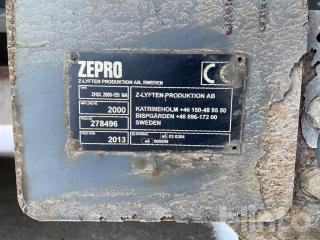 ZEPRO
Z-LYFTEN PRODUKTION AB, SWEDEN
ZHDL 2000-155 MA
2000
278496
2013
Z-LYFTEN PRODUKTION AB
KATRINEHOLM +46 150-48 95 50
BISPGÅRDEN +46 696-172 00
SWEDEN
CE